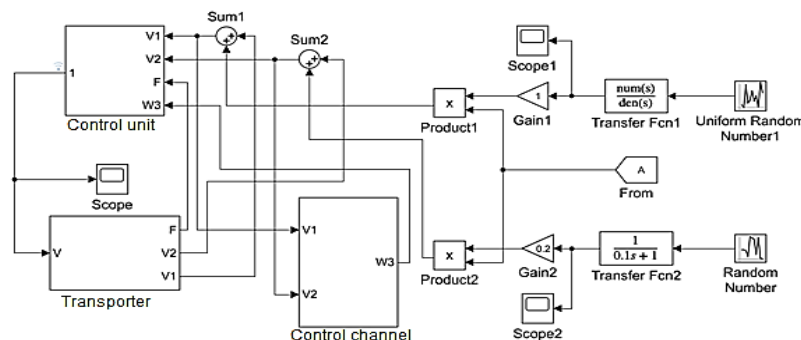 Sum1
V1
V2
F
W3
1
Control unit
Sum2
Scope1
1
Gain1
num(s)
den(s)
Transfer Fcn1
Uniform Random
Number1
x
Product1
A
From
Scope
V
F
V2
V1
Transporter
V1
V2
W3
Control channel
x
Product2
0.2
Gain2
1
0.1s + 1
Transfer Fcn2
Random
Number
Scope2